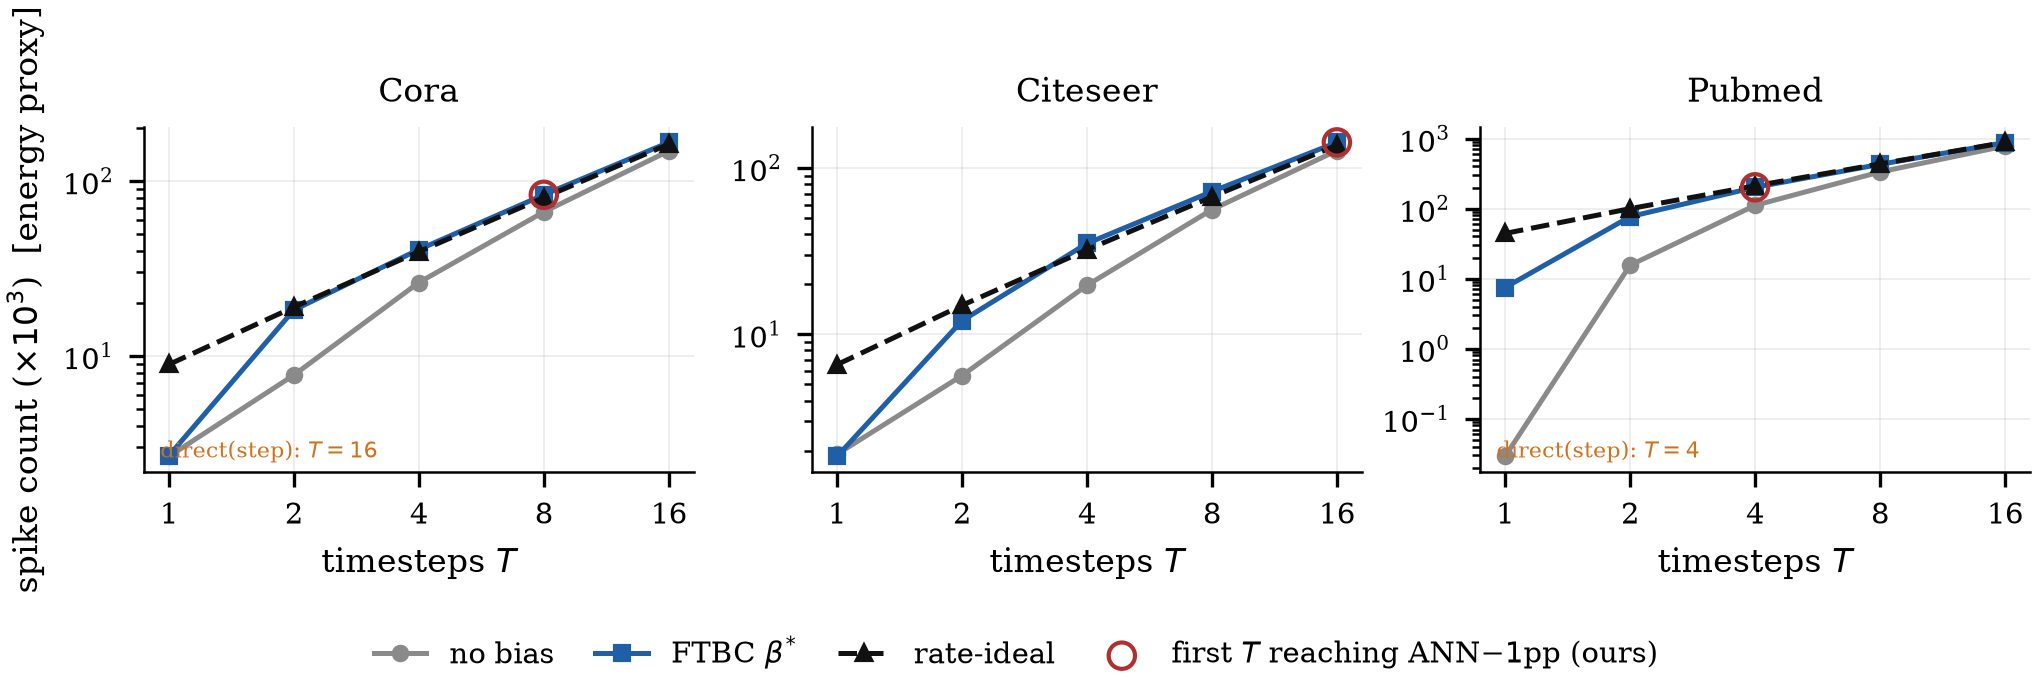 spike count (×10³) [energy proxy]
Cora
10²
10¹
direct(step): T = 16
1 2 4 8 16
timesteps T
Citeseer
10²
10¹
1 2 4 8 16
timesteps T
Pubmed
10³
10²
10¹
10⁰
10⁻¹
direct(step): T = 4
1 2 4 8 16
timesteps T
no bias FTBC β* rate-ideal first T reaching ANN−1pp (ours)